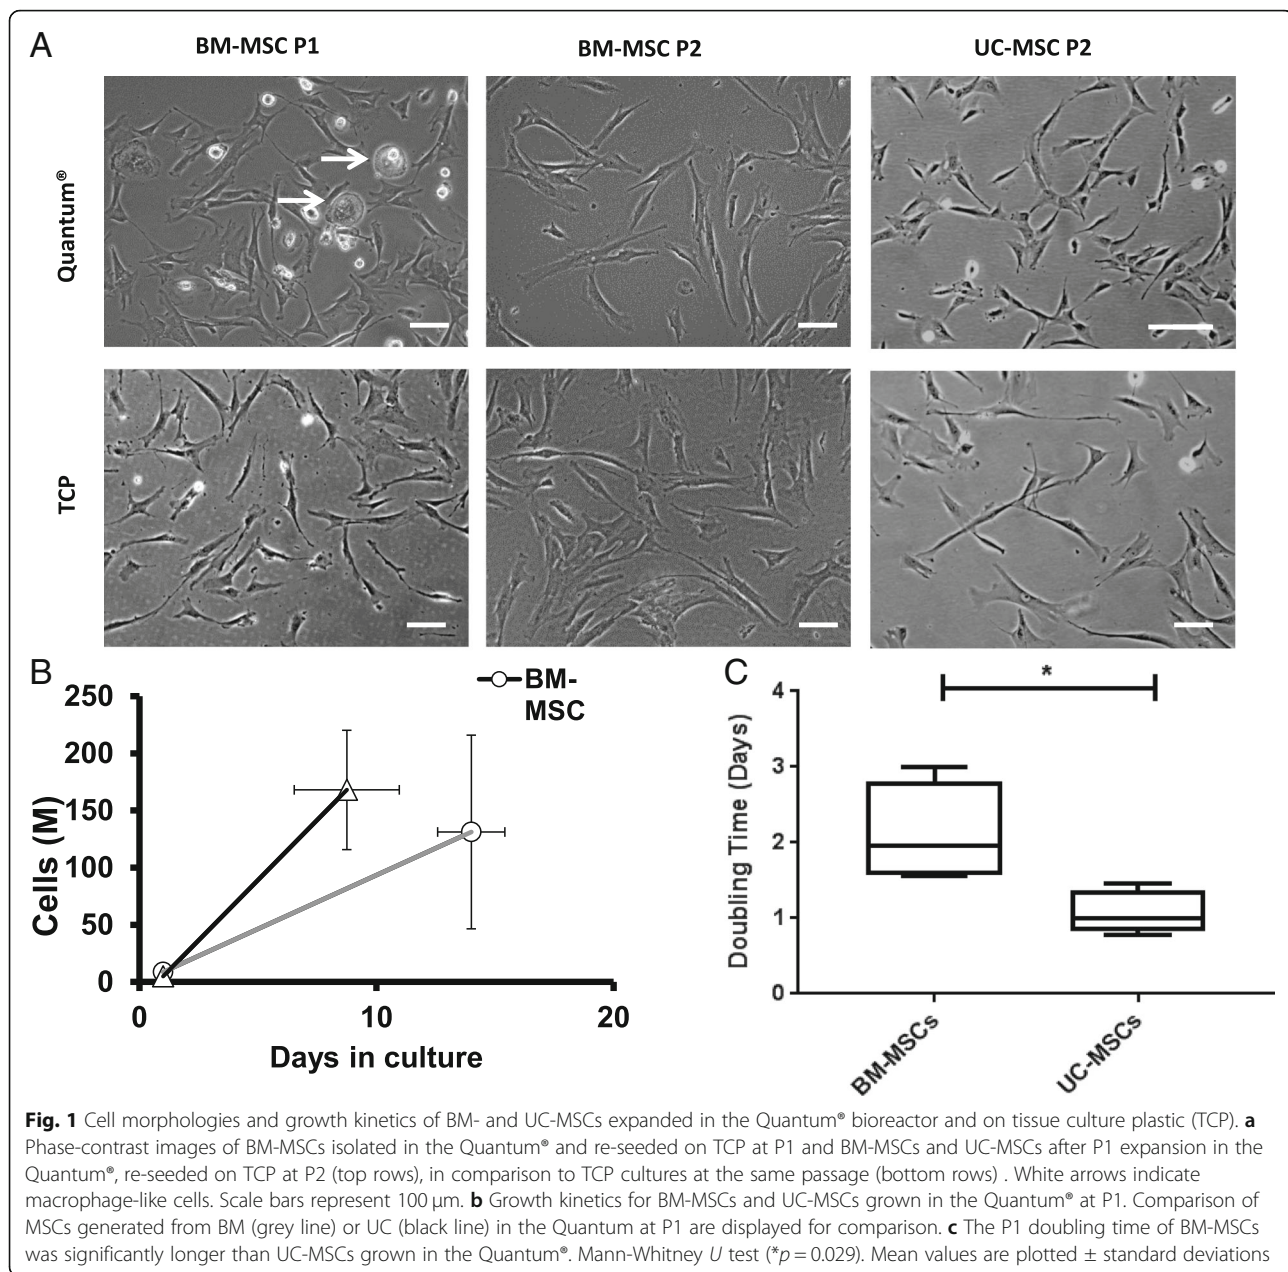 A
BM-MSC P1
BM-MSC P2
UC-MSC P2
Quantum®
TCP
B
BM-
MSC
250
200
150
100
50
0
Cells (M)
0
10
20
Days in culture
C
*
4
3
2
1
0
Doubling Time (Days)
BM-MSCs
UC-MSCs
Fig. 1 Cell morphologies and growth kinetics of BM- and UC-MSCs expanded in the Quantum® bioreactor and on tissue culture plastic (TCP). a
Phase-contrast images of BM-MSCs isolated in the Quantum® and re-seeded on TCP at P1 and BM-MSCs and UC-MSCs after P1 expansion in the
Quantum®, re-seeded on TCP at P2 (top rows), in comparison to TCP cultures at the same passage (bottom rows) . White arrows indicate
macrophage-like cells. Scale bars represent 100 μm. b Growth kinetics for BM-MSCs and UC-MSCs grown in the Quantum® at P1. Comparison of
MSCs generated from BM (grey line) or UC (black line) in the Quantum at P1 are displayed for comparison. c The P1 doubling time of BM-MSCs
was significantly longer than UC-MSCs grown in the Quantum®. Mann-Whitney U test (*p = 0.029). Mean values are plotted ± standard deviations